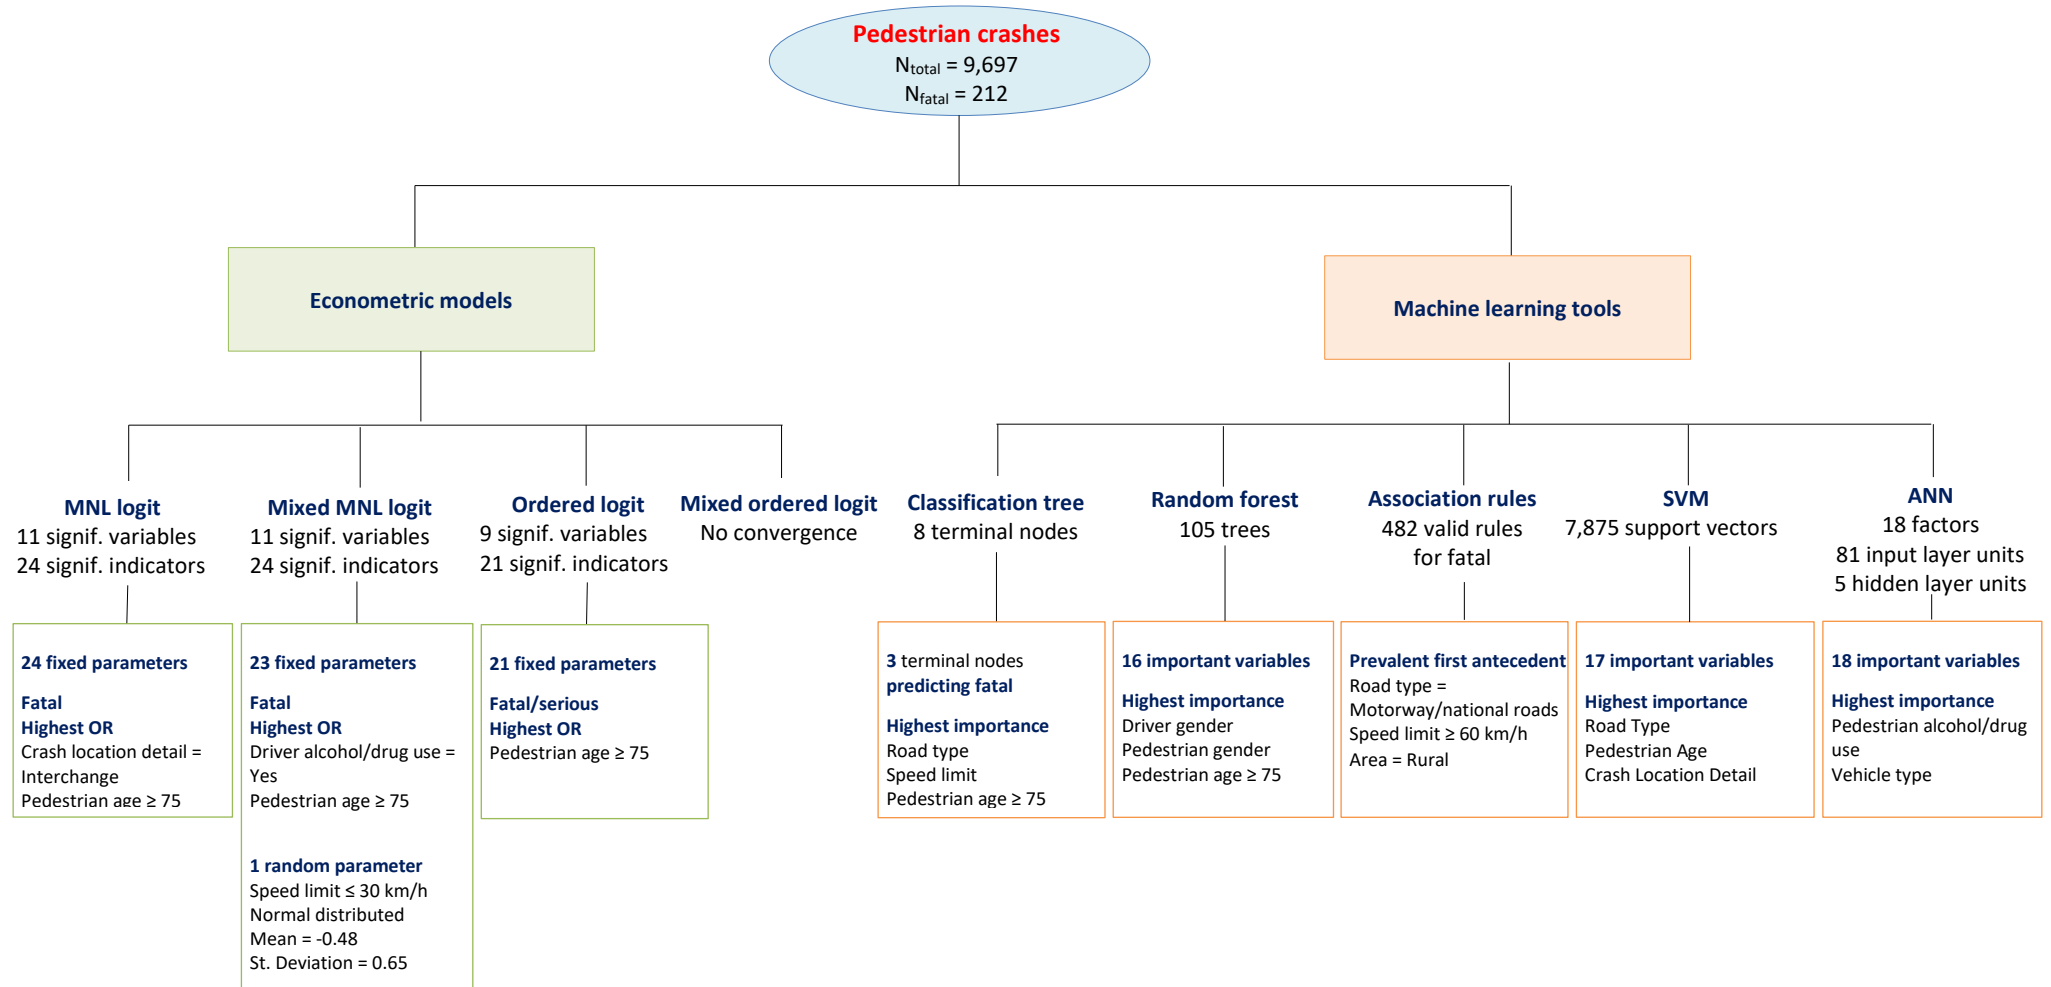 Pedestrian crashes
Ntotal = 9,697
Nfatal = 212
Econometric models
Machine learning tools
MNL logit
11 signif. variables
24 signif. indicators
Mixed MNL logit
11 signif. variables
24 signif. indicators
Ordered logit
9 signif. variables
21 signif. indicators
Mixed ordered logit
No convergence
Classification tree
8 terminal nodes
Random forest
105 trees
Association rules
482 valid rules
for fatal
SVM
7,875 support vectors
ANN
18 factors
81 input layer units
5 hidden layer units
24 fixed parameters
Fatal
Highest OR
Crash location detail =
Interchange
Pedestrian age ≥ 75
23 fixed parameters
Fatal
Highest OR
Driver alcohol/drug use =
Yes
Pedestrian age ≥ 75
1 random parameter
Speed limit ≤ 30 km/h
Normal distributed
Mean = -0.48
St. Deviation = 0.65
21 fixed parameters
Fatal/serious
Highest OR
Pedestrian age ≥ 75
3 terminal nodes
predicting fatal
Highest importance
Road type
Speed limit
Pedestrian age ≥ 75
16 important variables
Highest importance
Driver gender
Pedestrian gender
Pedestrian age ≥ 75
Prevalent first antecedent
Road type =
Motorway/national roads
Speed limit ≥ 60 km/h
Area = Rural
17 important variables
Highest importance
Road Type
Pedestrian Age
Crash Location Detail
18 important variables
Highest importance
Pedestrian alcohol/drug
use
Vehicle type